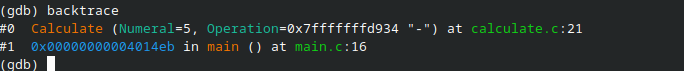 (gdb) backtrace
#0  Calculate (Numeral=5, Operation=0x7fffffffd934 "-") at calculate.c:21
#1  0x00000000004014eb in main () at main.c:16
(gdb)